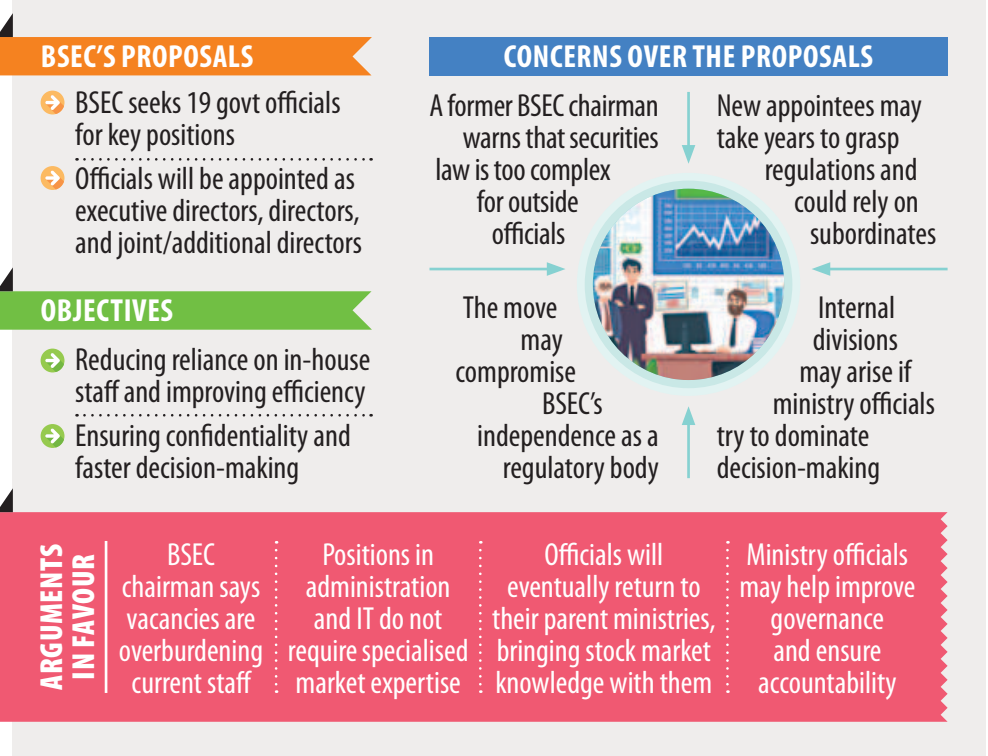 BSEC'S PROPOSALS
BSEC seeks 19 govt officials
for key positions
Officials will be appointed as
executive directors, directors,
and joint/additional directors
OBJECTIVES
Reducing reliance on in-house
staff and improving efficiency
Ensuring confidentiality and
faster decision-making
CONCERNS OVER THE PROPOSALS
A former BSEC chairman
warns that securities
law is too complex
for outside
officials
New appointees may
take years to grasp
regulations and
could rely on
subordinates
The move
may
compromise
BSEC's
independence as a
regulatory body
Internal
divisions
may arise if
ministry officials
try to dominate
decision-making
ARGUMENTS
IN FAVOUR
BSEC
chairman says
vacancies are
overburdening
current staff
Positions in
administration
and IT do not
require specialised
market expertise
Officials will
eventually return to
their parent ministries,
bringing stock market
knowledge with them
Ministry officials
may help improve
governance
and ensure
accountability